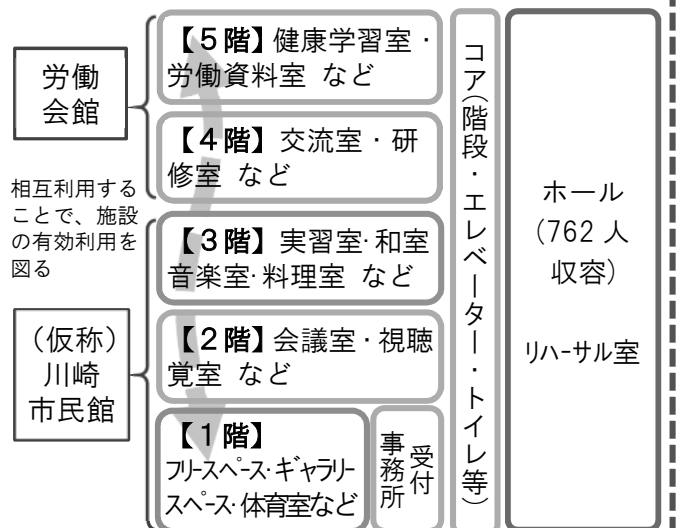 労働
会館
相互利用する
ことで、施設
の有効利用を
図る
（仮称）
川崎
市民館
【５階】健康学習室・
労働資料室 など
【４階】交流室・研
修室 など
【３階】実習室･和室
音楽室･料理室 など
【２階】会議室・視聴
覚室 など
【１階】
フリースペース･ギャラリー
スペース･体育室など
受付
事務所
コア（階段・エレベーター・トイレ等）
ホール
（762 人
収容）
リハーサル室